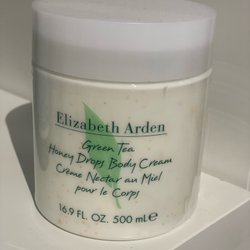 Elizabeth Arden
Green Tea
Honey Drops Body Cream
Crème Nectar au Miel
pour le Corps
16.9 FL. OZ. 500 ml ℮